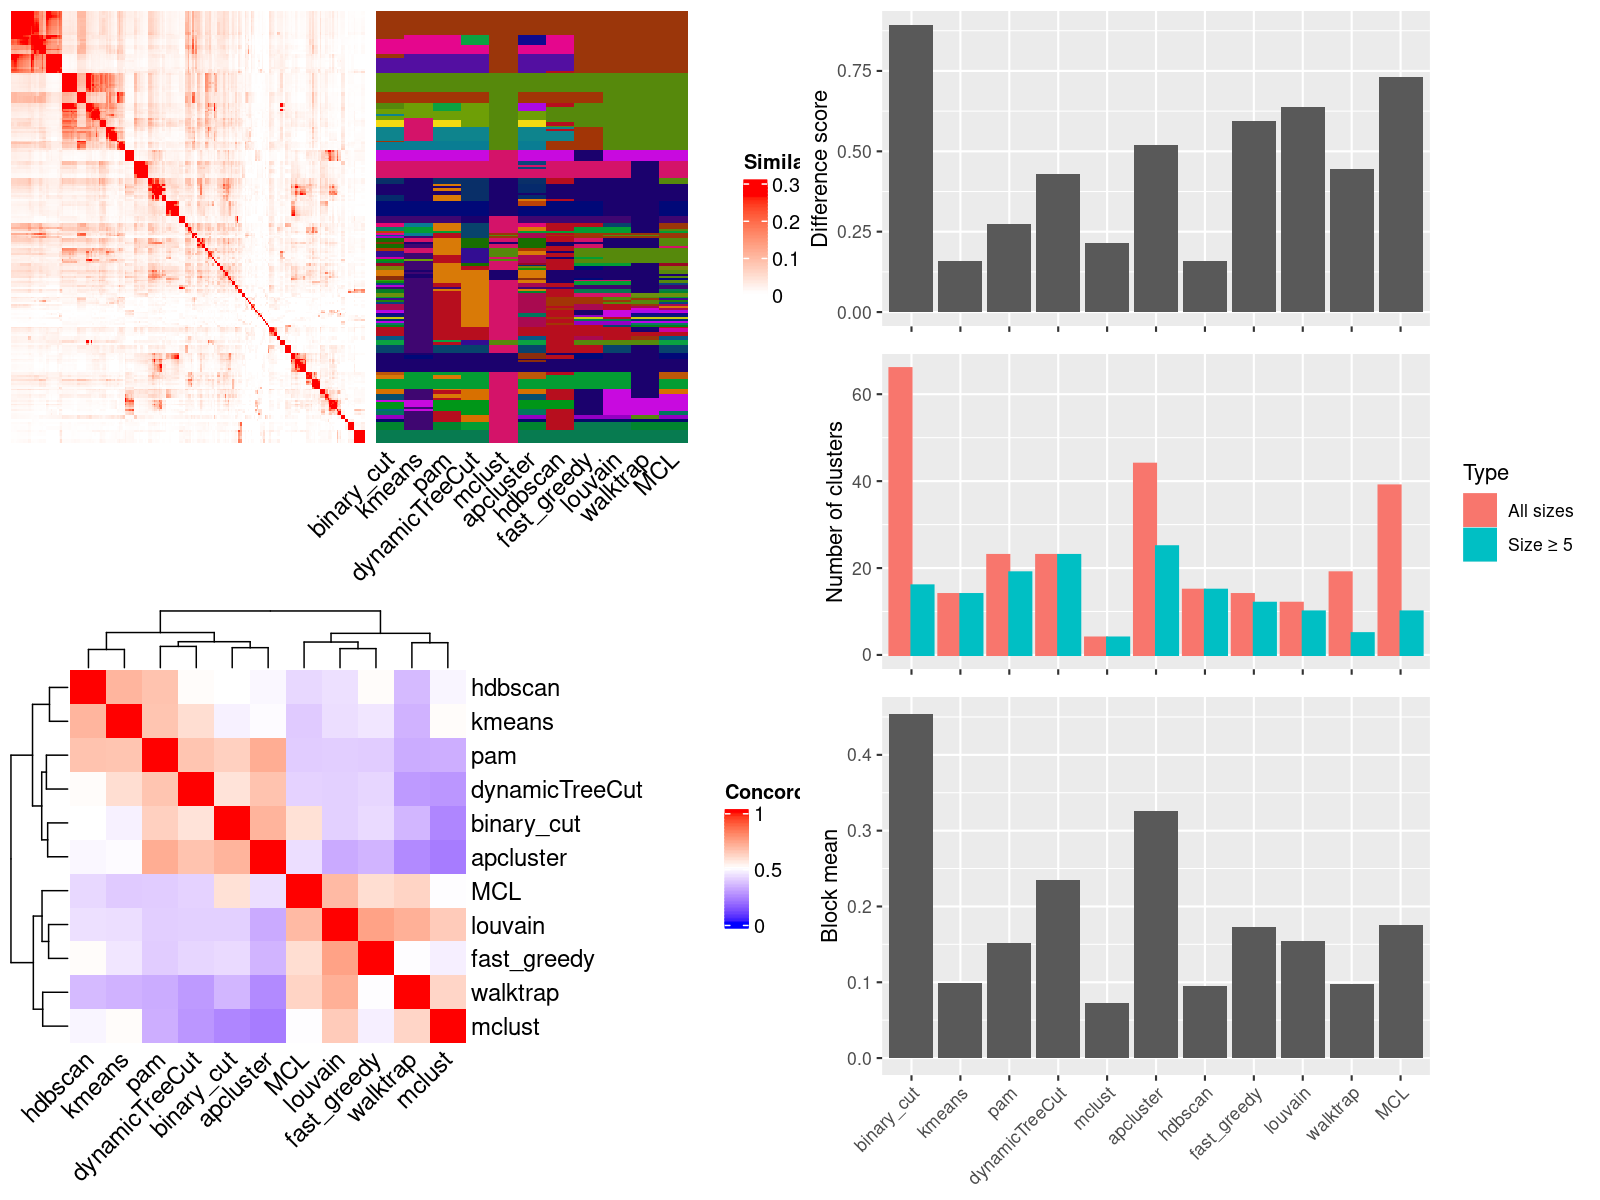 Simila
0.3
0.2
0.1
0
binary_cut
kmeans
pam
dynamicTreeCut
mclust
apcluster
hdbscan
fast_greedy
louvain
walktrap
MCL
Difference score
0.75
0.50
0.25
0.00
Number of clusters
60
40
20
0
Type
All sizes
Size ≥ 5
hdbscan
kmeans
pam
dynamicTreeCut
binary_cut
apcluster
MCL
louvain
fast_greedy
walktrap
mclust
hdbscan
kmeans
pam
dynamicTreeCut
binary_cut
apcluster
MCL
louvain
fast_greedy
walktrap
mclust
Concord
1
0.5
0
Block mean
0.4
0.3
0.2
0.1
0.0
binary_cut
kmeans
pam
dynamicTreeCut
mclust
apcluster
hdbscan
fast_greedy
louvain
walktrap
MCL